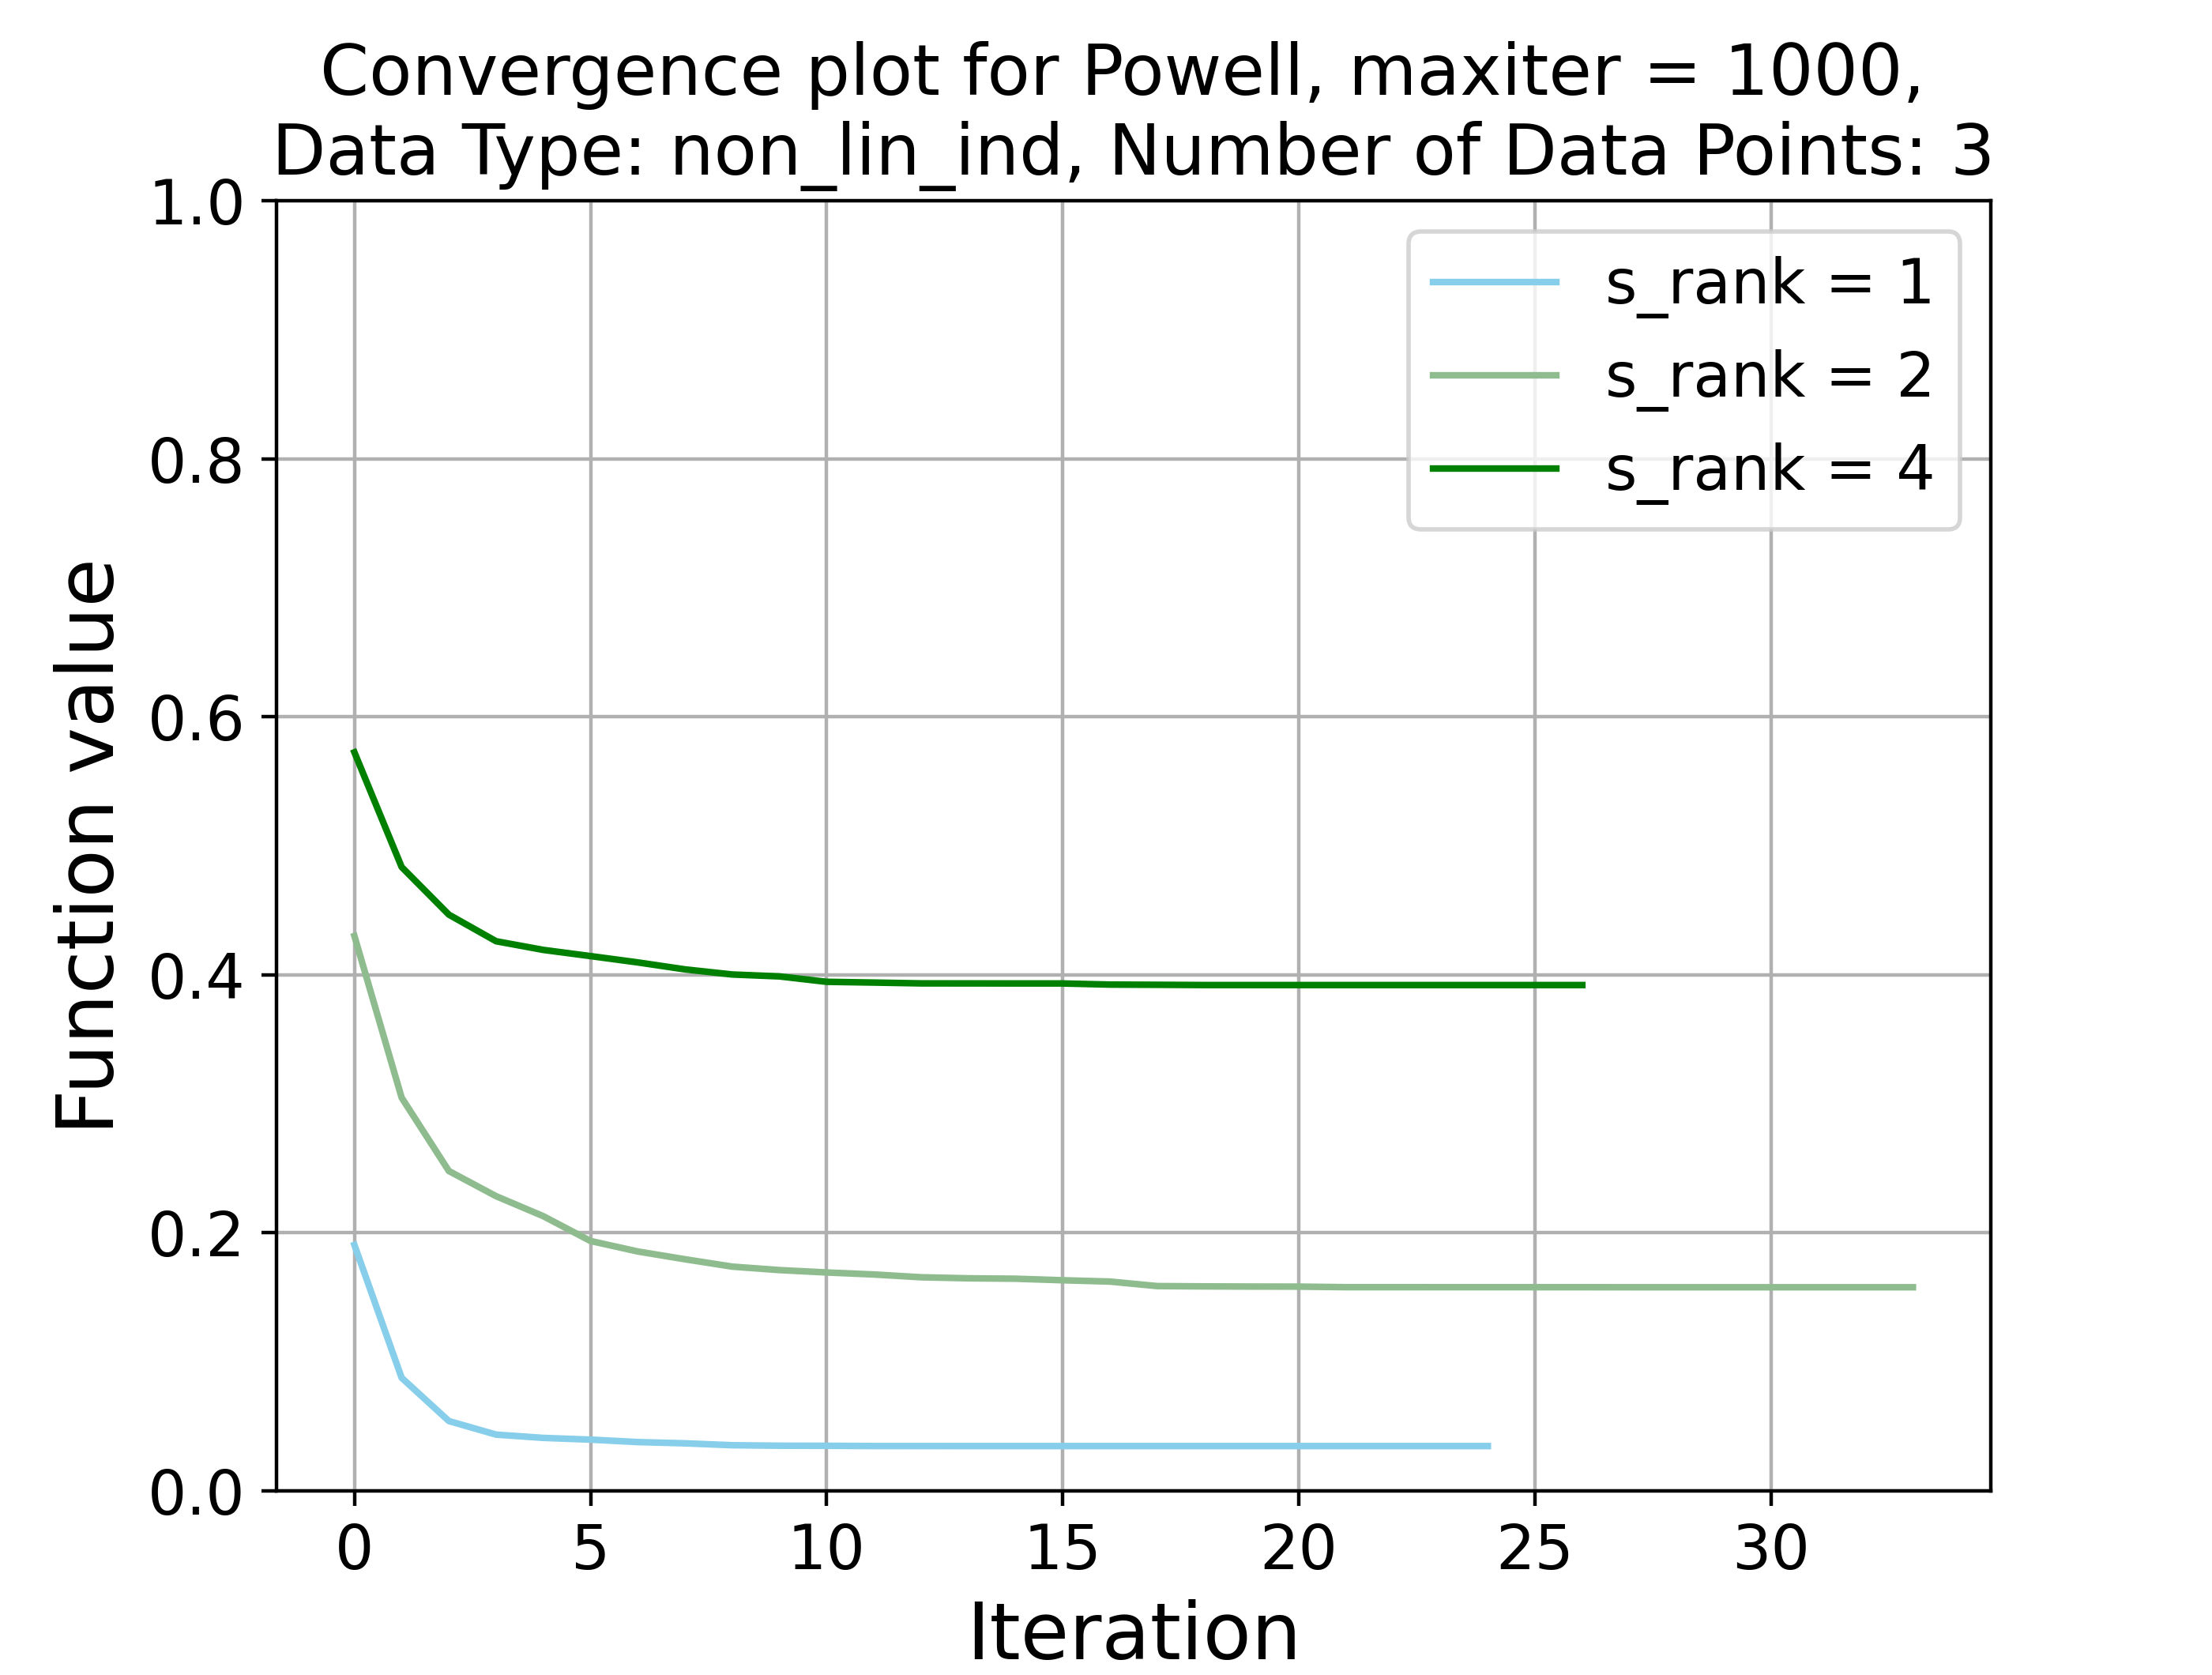 Convergence plot for Powell, maxiter = 1000,
Data Type: non_lin_ind, Number of Data Points: 3
1.0
0.8
0.6
0.4
0.2
0.0
Function value
s_rank = 1
s_rank = 2
s_rank = 4
0 5 10 15 20 25 30
Iteration